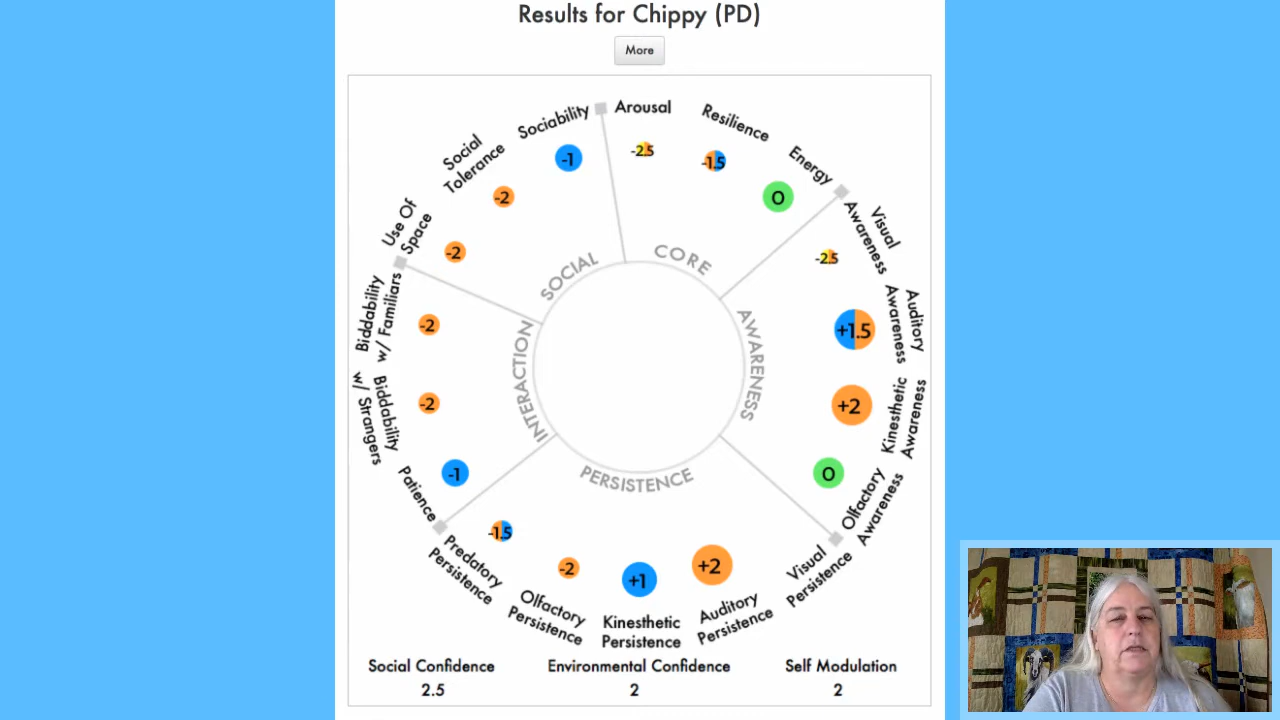 Results for Chippy (PD)
More
Arousal
-2.5
Resilience
-1.5
Energy
0
Visual
Awareness
-2.5
Auditory
Awareness
+1.5
Kinesthetic
Awareness
+2
Olfactory
Awareness
0
Visual
Persistence
Auditory
Persistence
+2
Kinesthetic
Persistence
+1
Olfactory
Persistence
-2
Predatory
Persistence
-1.5
Patience
-1
Biddability
w/ Strangers
-2
Biddability
w/ Familiars
-2
Use Of
Space
-2
Social
Tolerance
-2
Sociability
-1
CORE
AWARENESS
PERSISTENCE
INTERACTION
SOCIAL
Social Confidence
2.5
Environmental Confidence
2
Self Modulation
2